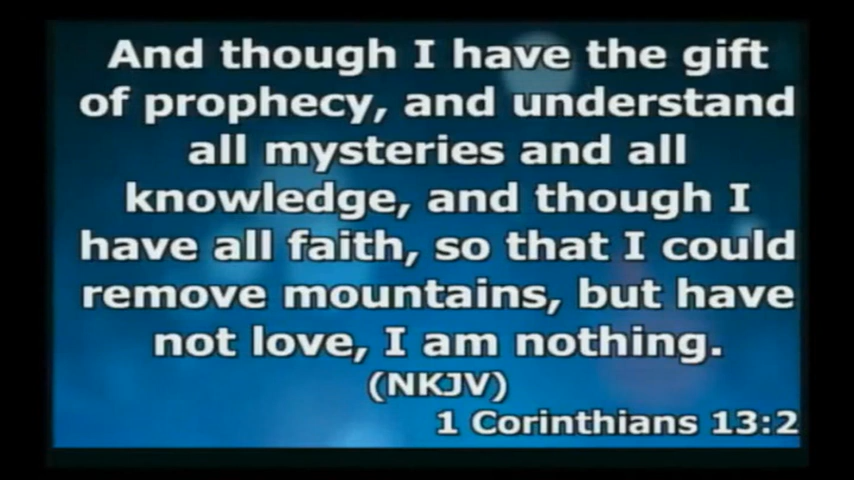 And though I have the gift
of prophecy, and understand
all mysteries and all
knowledge, and though I
have all faith, so that I could
remove mountains, but have
not love, I am nothing.
(NKJV)
1 Corinthians 13:2